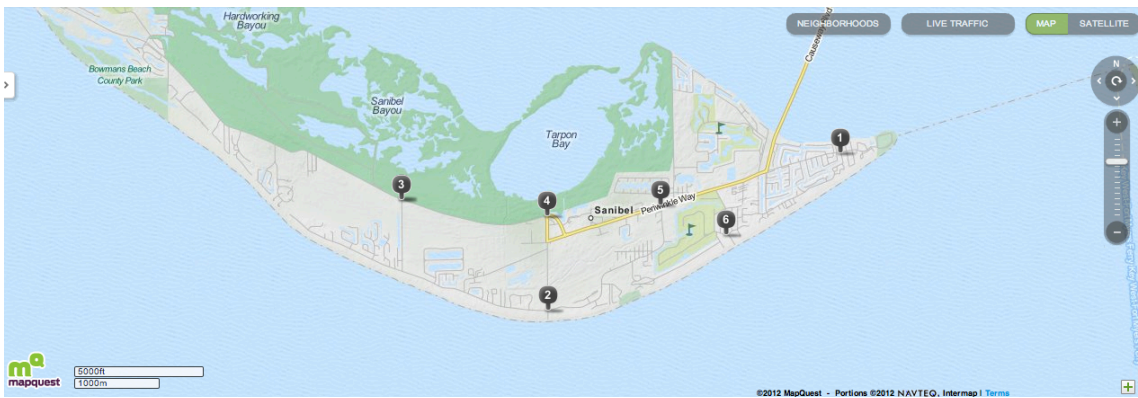 Hardworking
Bayou
NEIGHBORHOODS
LIVE TRAFFIC
MAP
SATELLITE
Causeway Blvd
Bowmans Beach
County Park
N
Sanibel
Bayou
Tarpon
Bay
1
3
4
5
Sanibel
Periwinkle Way
6
2
mapquest
5000ft
1000m
©2012 MapQuest - Portions ©2012 NAVTEQ, Intermap | Terms